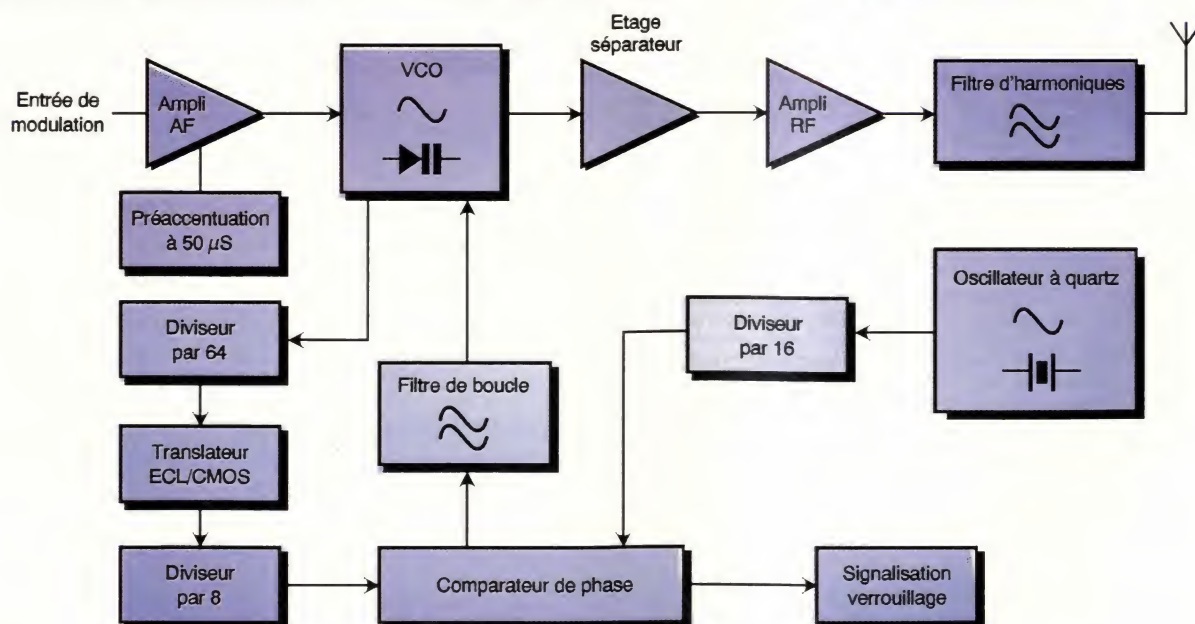 Entrée de
modulation
Ampli
AF
VCO
Etage
séparateur
Ampli
RF
Filtre d'harmoniques
Préaccentuation
à 50 µS
Diviseur
par 64
Filtre de boucle
Diviseur
par 16
Oscillateur à quartz
Translateur
ECL/CMOS
Diviseur
par 8
Comparateur de phase
Signalisation
verrouillage